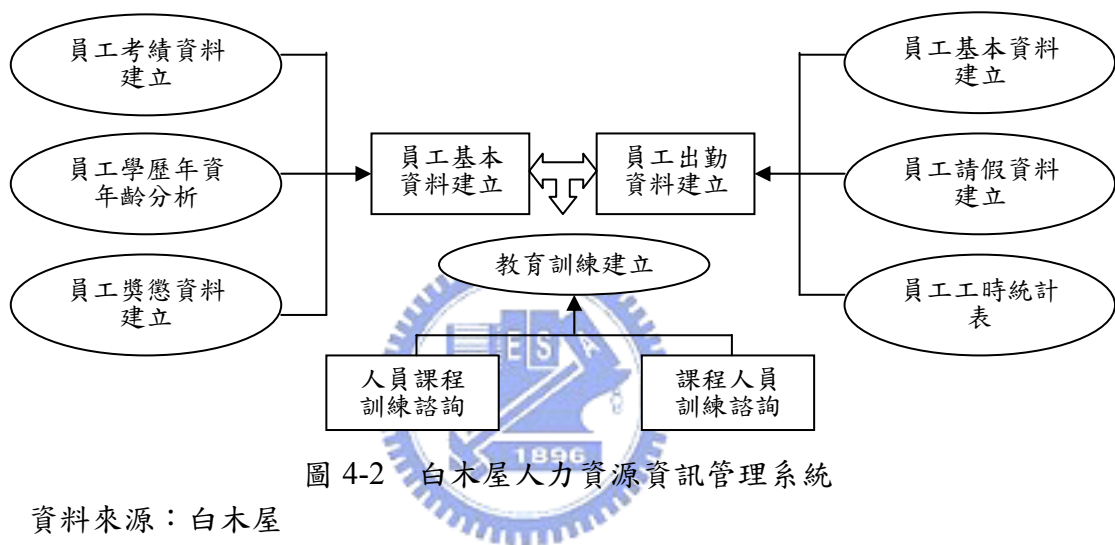 員工考績資料
建立
員工學歷年資
年齡分析
員工獎懲資料
建立
員工基本
資料建立
員工出勤
資料建立
員工基本資料
建立
員工請假資料
建立
員工工時統計
表
教育訓練建立
人員課程
訓練諮詢
課程人員
訓練諮詢
E S A
1896
圖 4-2 白木屋人力資源資訊管理系統
資料來源：白木屋